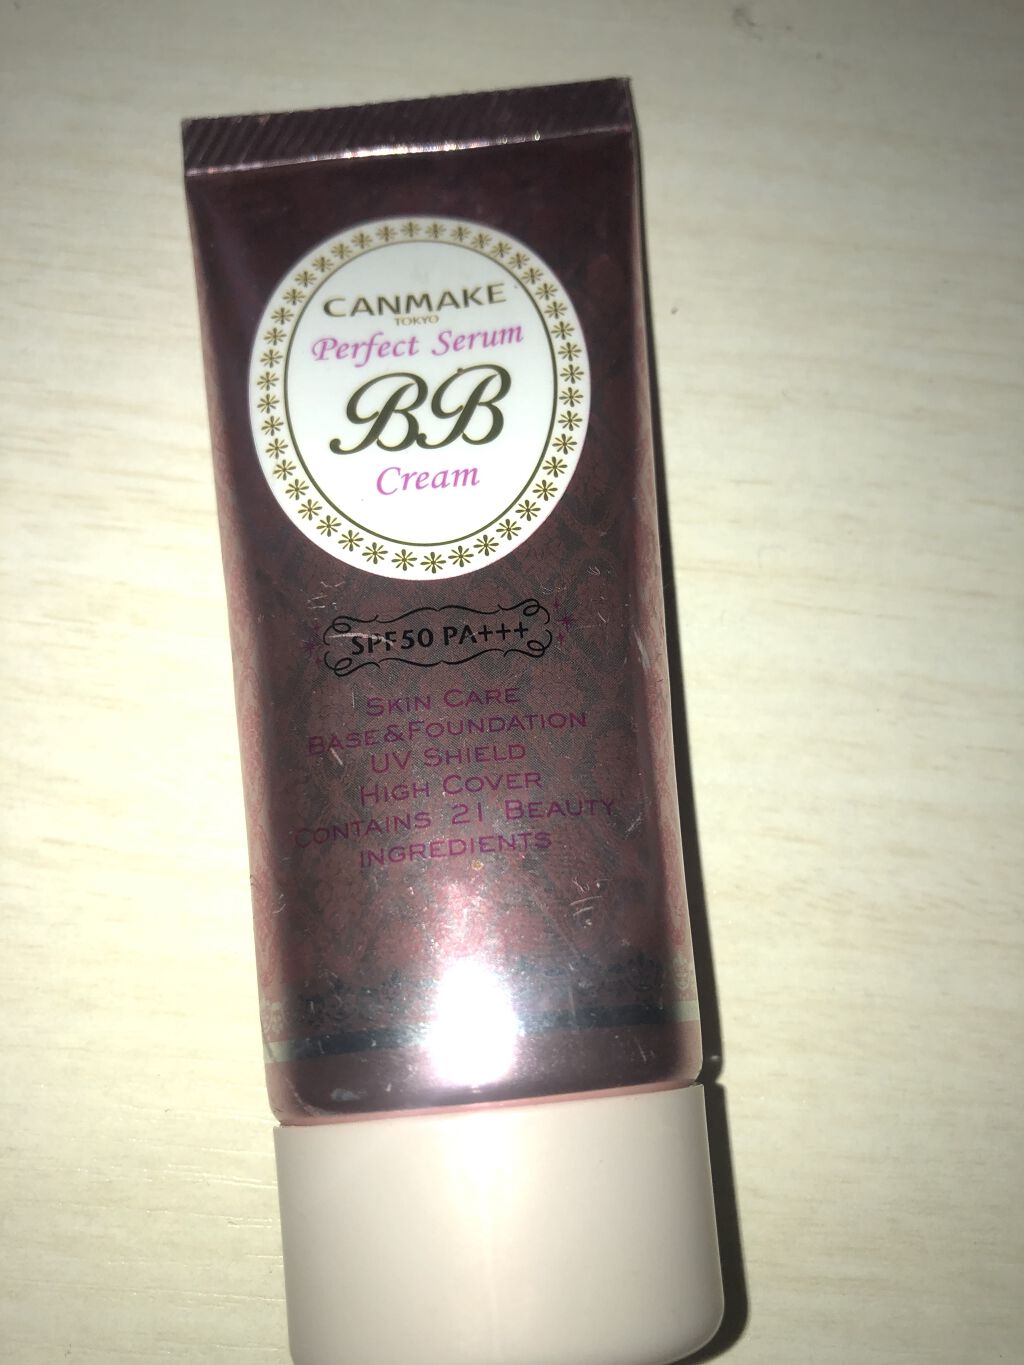 CANMAKE
TOKYO
Perfect Serum
BB
Cream
SPF50 PA+++
SKIN CARE
BASE&FOUNDATION
UV SHIELD
HIGH COVER
CONTAINS 21 BEAUTY
INGREDIENTS